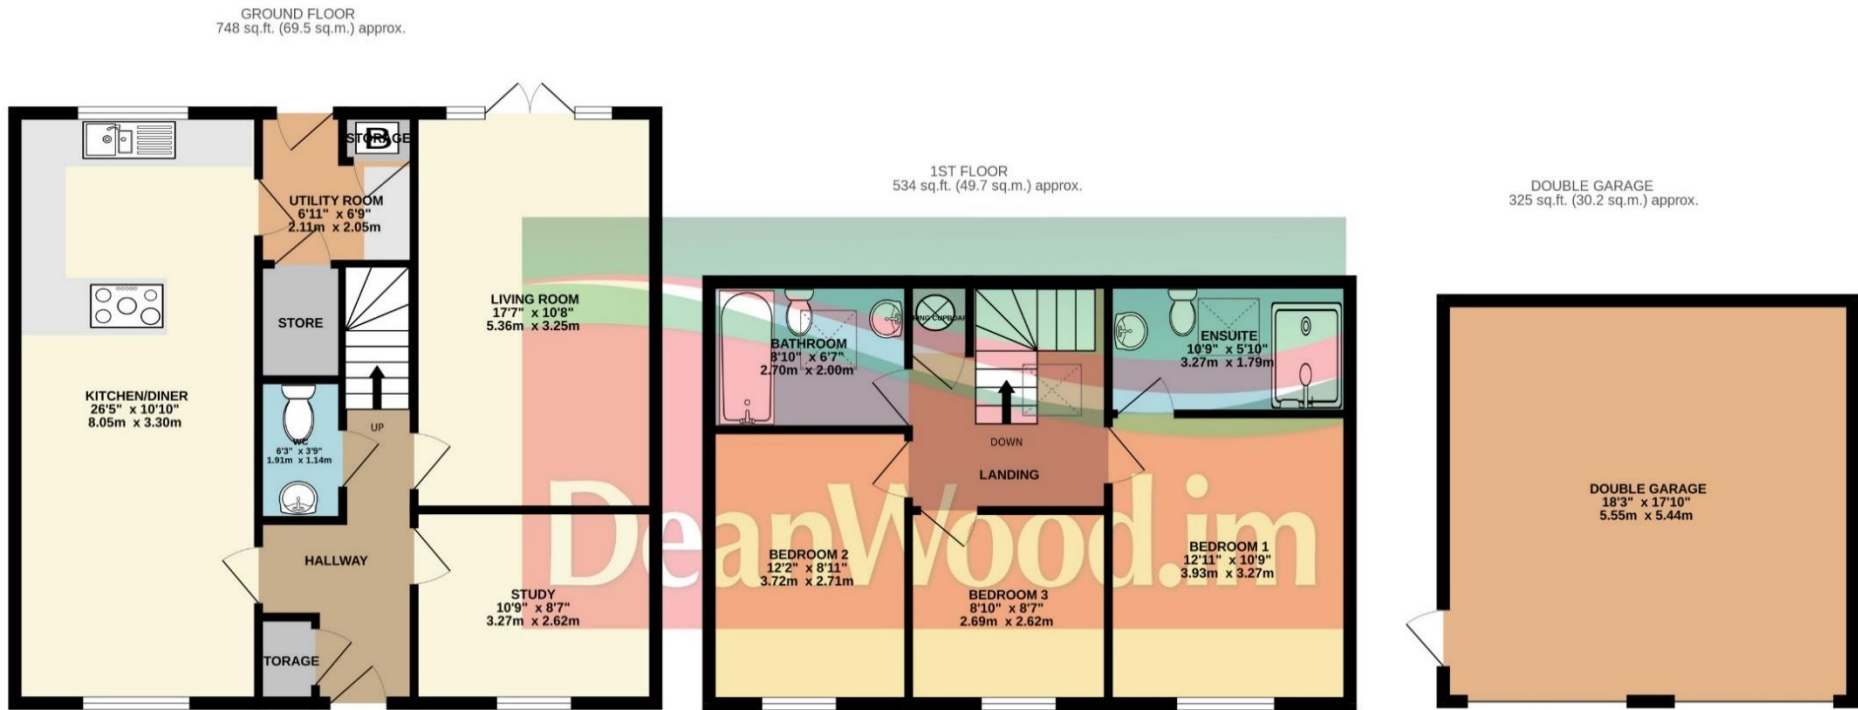 GROUND FLOOR
748 sq.ft. (69.5 sq.m.) approx.
STORAGE
B
UTILITY ROOM
6'11" x 6'9"
2.11m x 2.05m
LIVING ROOM
17'7" x 10'8"
5.36m x 3.25m
STORE
KITCHEN/DINER
26'5" x 10'10"
8.05m x 3.30m
UP
WC
6'3" x 3'9"
1.91m x 1.14m
HALLWAY
STUDY
10'9" x 8'7"
3.27m x 2.62m
TORAGE
1ST FLOOR
534 sq.ft. (49.7 sq.m.) approx.
BATHROOM
8'10" x 6'7"
2.70m x 2.00m
ENSUITE
10'9" x 5'10"
3.27m x 1.79m
DOWN
LANDING
BEDROOM 2
12'2" x 8'11"
3.72m x 2.71m
BEDROOM 3
8'10" x 8'7"
2.69m x 2.62m
BEDROOM 1
12'11" x 10'9"
3.93m x 3.27m
DeanWood.im
DOUBLE GARAGE
325 sq.ft. (30.2 sq.m.) approx.
DOUBLE GARAGE
18'3" x 17'10"
5.55m x 5.44m